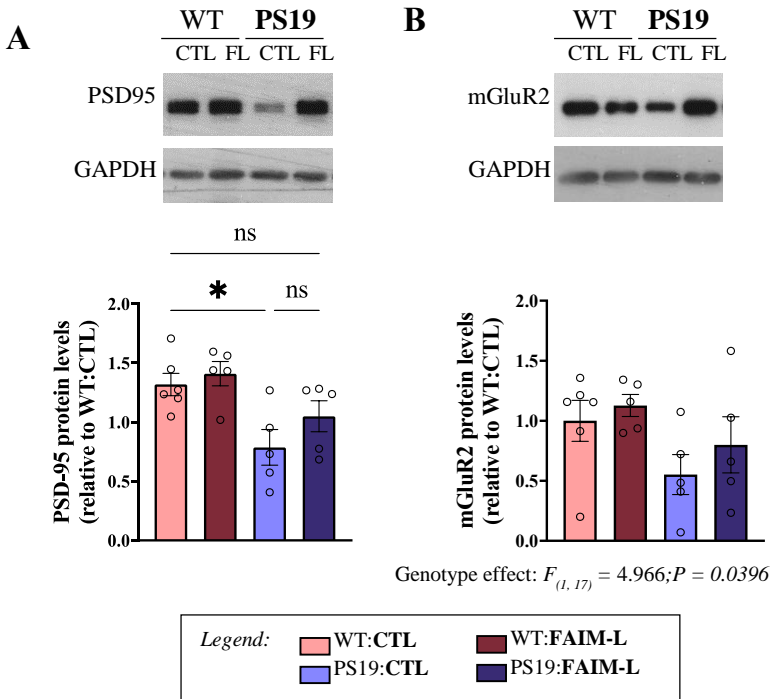 A
WT PS19
CTL FL CTL FL
PSD95
GAPDH
ns
* ns
PSD-95 protein levels
(relative to WT:CTL)
2.0
1.5
1.0
0.5
0.0
B
WT PS19
CTL FL CTL FL
mGluR2
GAPDH
mGluR2 protein levels
(relative to WT:CTL)
2.0
1.5
1.0
0.5
0.0
Genotype effect: F(1, 17) = 4.966;P = 0.0396
Legend:
WT:CTL WT:FAIM-L
PS19:CTL PS19:FAIM-L